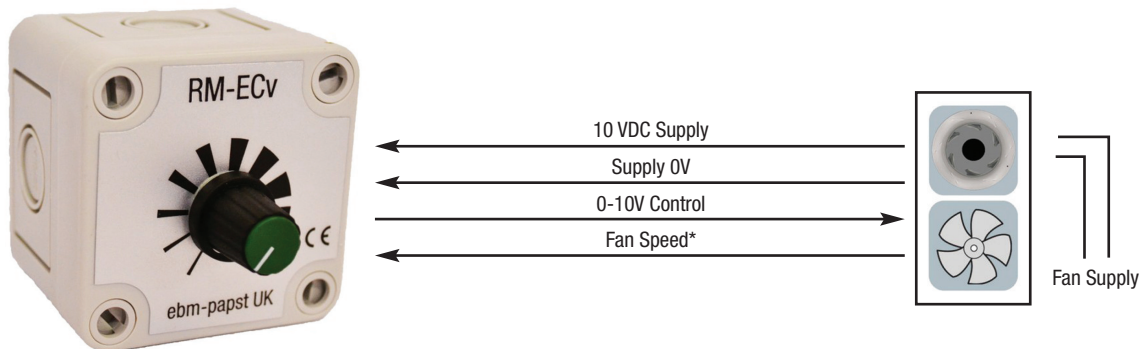 RM-ECv
CE
ebm-papst UK
10 VDC Supply
Supply 0V
0-10V Control
Fan Speed*
Fan Supply